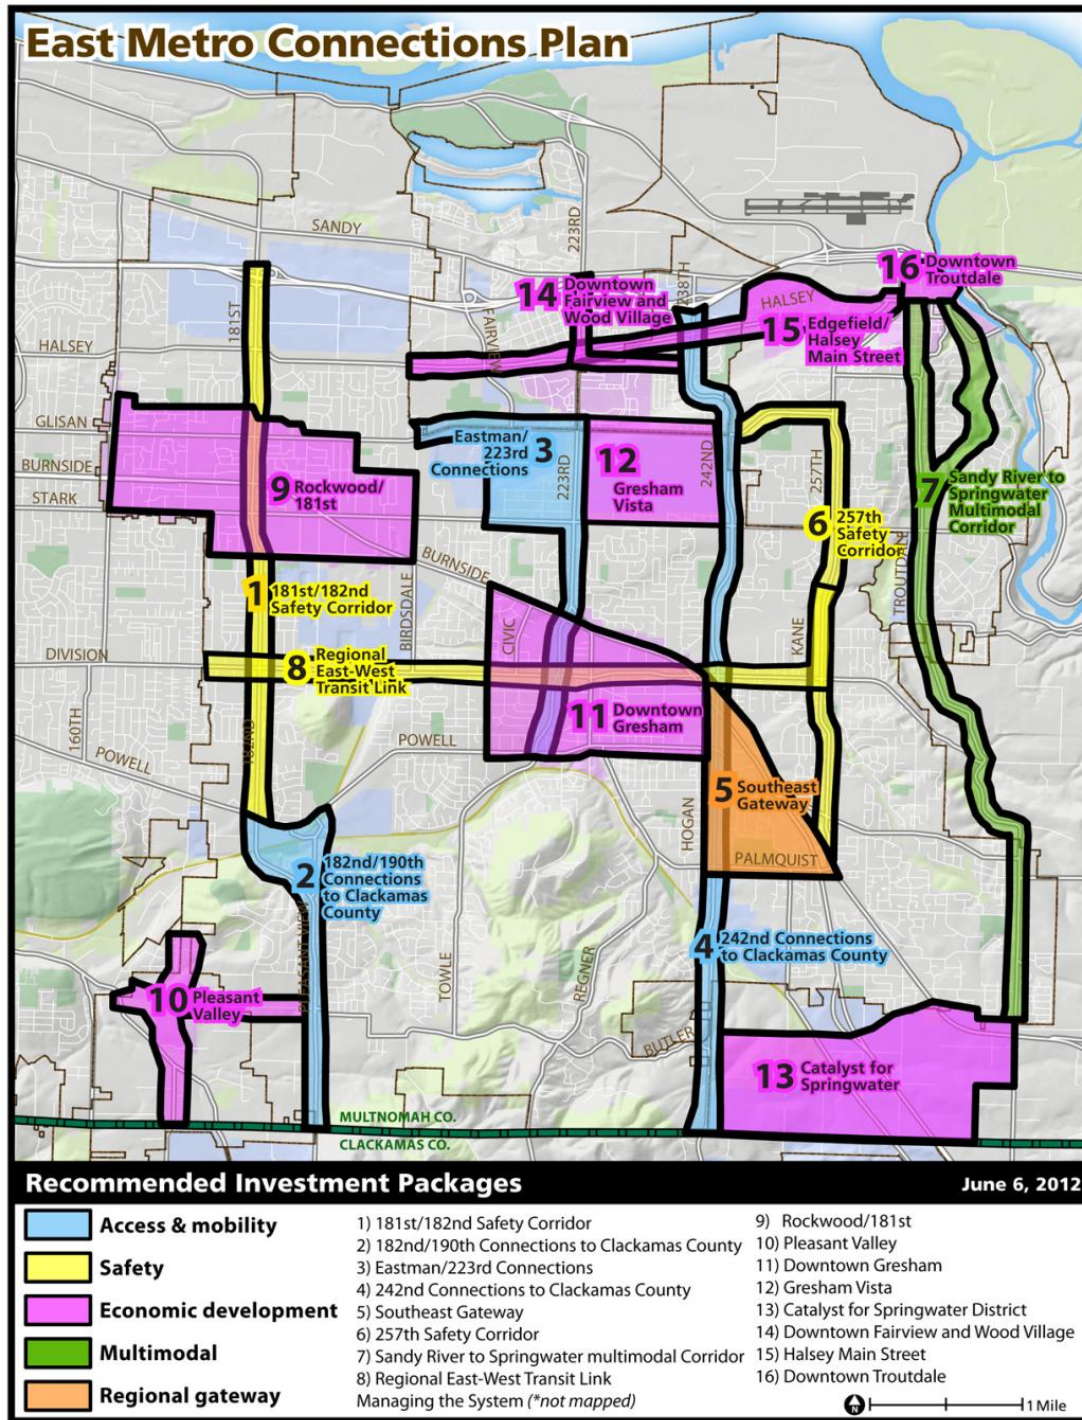 East Metro Connections Plan
SANDY
223RD
238TH
16 Downtown
Troutdale
14 Downtown
Fairview and
Wood Village
HALSEY
181ST
FAIRVIEW
15 Edgefield/
Halsey
Main Street
HALSEY
GLISAN
Eastman/
223rd
Connections
3
BURNSIDE
STARK
9 Rockwood/
181st
223RD
12
Gresham
Vista
242ND
257TH
7 Sandy River to
Springwater
Multimodal
Corridor
6 257th
Safety
Corridor
BURNSIDE
TROUTDALE
1 181st/182nd
Safety Corridor
BIRSDALE
CIVIC
KANE
DIVISION
8 Regional
East-West
Transit Link
11 Downtown
Gresham
160TH
182ND
POWELL
POWELL
5 Southeast
Gateway
HOGAN
PALMQUIST
2 182nd/190th
Connections
to Clackamas
County
4 242nd Connections
to Clackamas County
PLEASANT VIEW
TOWLE
REGNER
10 Pleasant
Valley
BUTLER
13 Catalyst for
Springwater
MULTNOMAH CO.
CLACKAMAS CO.
Recommended Investment Packages
June 6, 2012
Access & mobility
Safety
Economic development
Multimodal
Regional gateway
1) 181st/182nd Safety Corridor
2) 182nd/190th Connections to Clackamas County
3) Eastman/223rd Connections
4) 242nd Connections to Clackamas County
5) Southeast Gateway
6) 257th Safety Corridor
7) Sandy River to Springwater multimodal Corridor
8) Regional East-West Transit Link
Managing the System (*not mapped)
9) Rockwood/181st
10) Pleasant Valley
11) Downtown Gresham
12) Gresham Vista
13) Catalyst for Springwater District
14) Downtown Fairview and Wood Village
15) Halsey Main Street
16) Downtown Troutdale
N
1 Mile